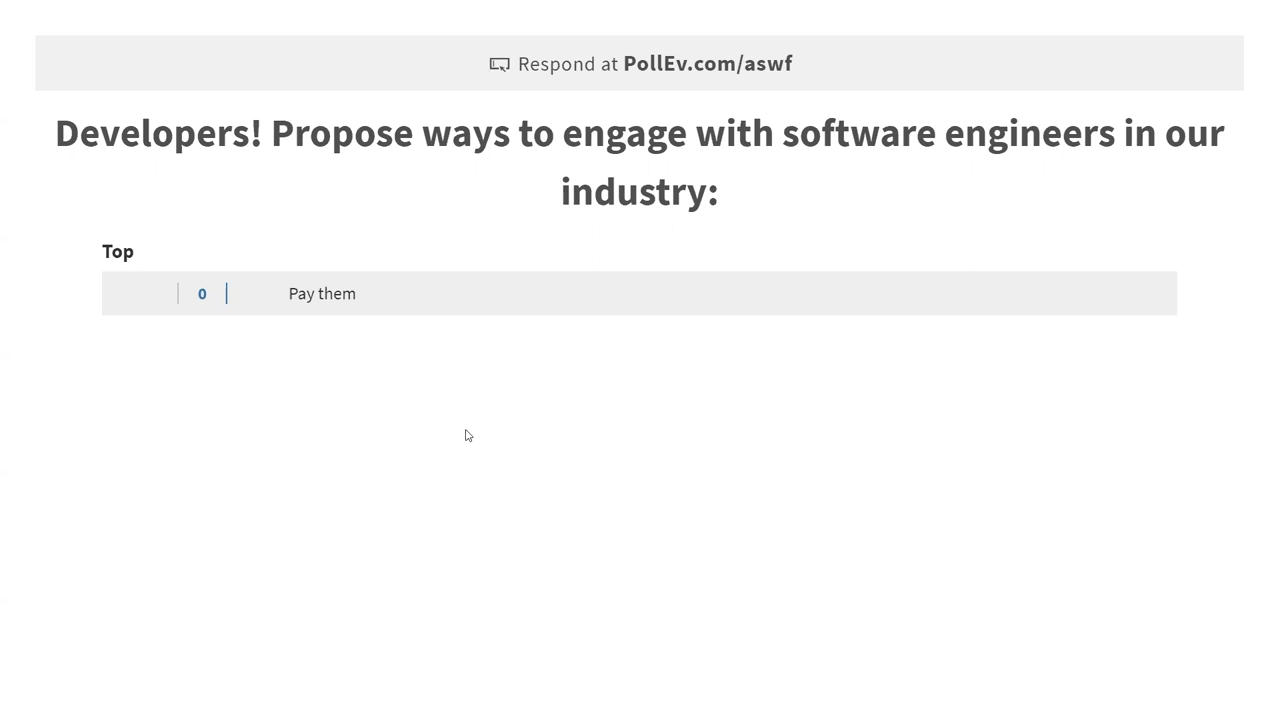 Respond at PollEv.com/aswf
Developers! Propose ways to engage with software engineers in our
industry:
Top
0 Pay them